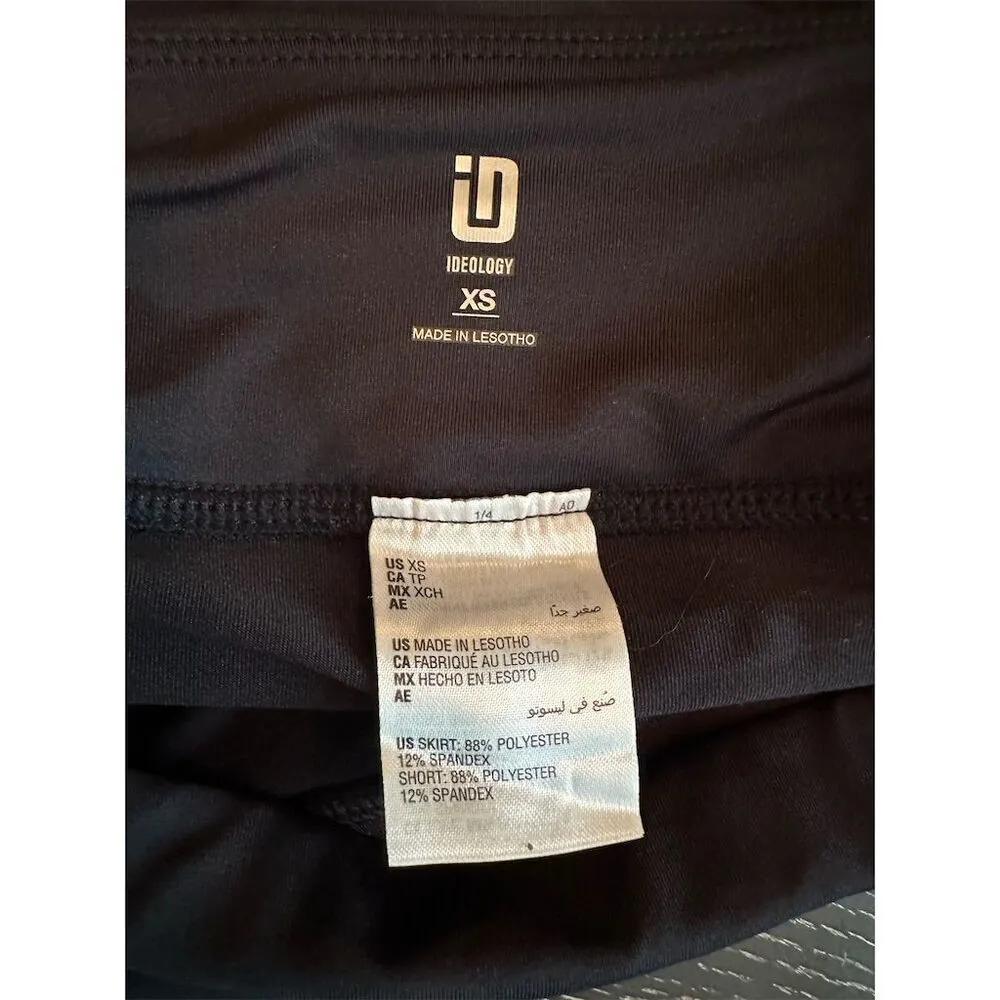 iD
IDEOLOGY
XS
MADE IN LESOTHO
1/4 AD
US XS
CA TP
MX XCH
AE
صغير جدًا
US MADE IN LESOTHO
CA FABRIQUÉ AU LESOTHO
MX HECHO EN LESOTO
AE
صُنع في ليسوتو
US SKIRT: 88% POLYESTER
12% SPANDEX
SHORT: 88% POLYESTER
12% SPANDEX